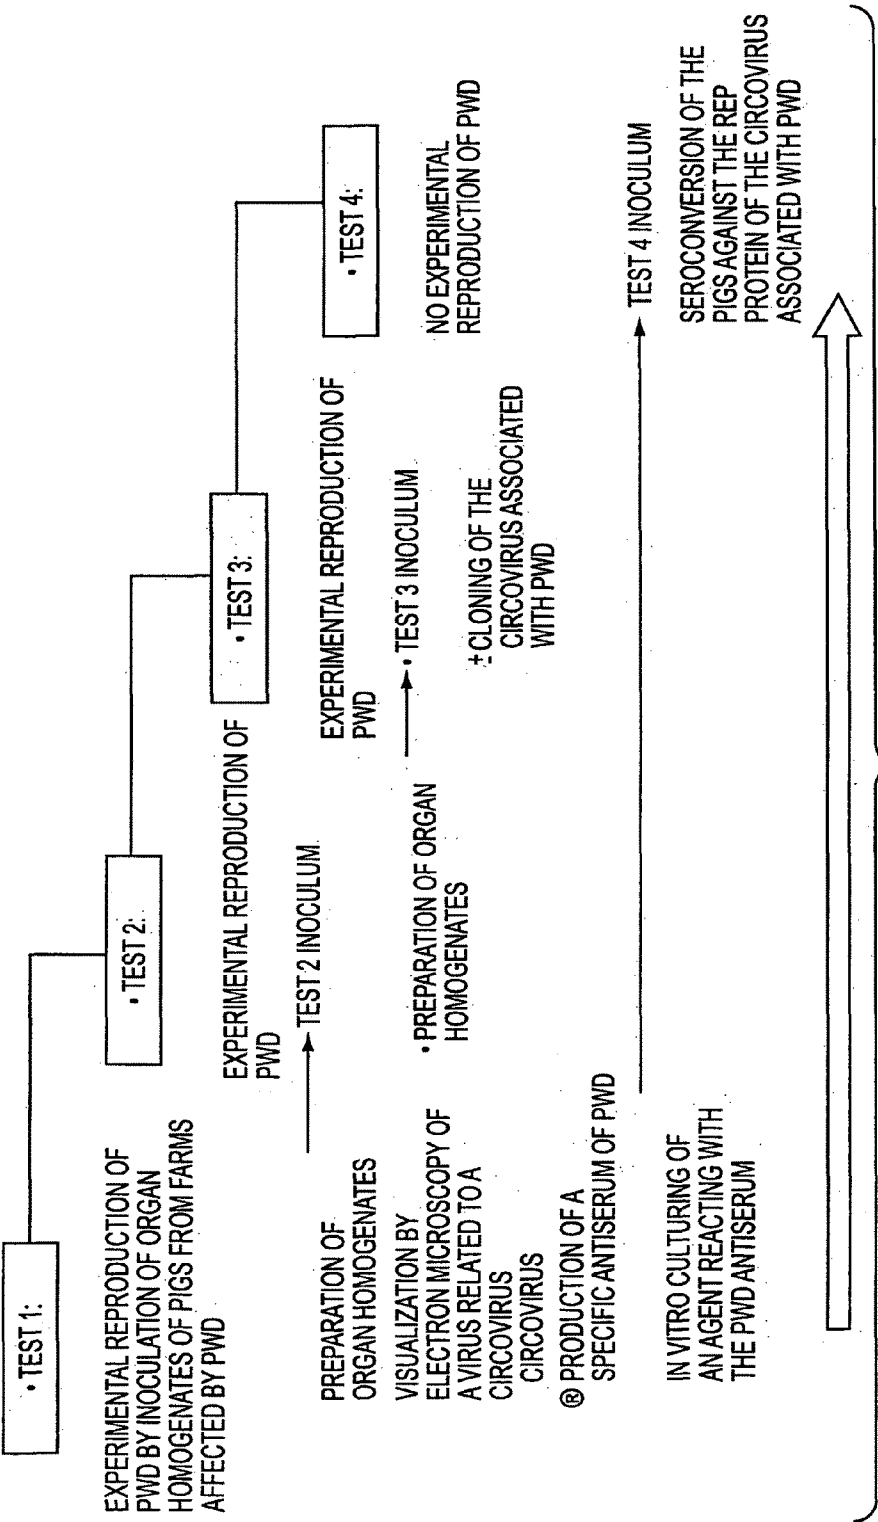 • TEST 1:
EXPERIMENTAL REPRODUCTION OF
PWD BY INOCULATION OF ORGAN
HOMOGENATES OF PIGS FROM FARMS
AFFECTED BY PWD
PREPARATION OF
ORGAN HOMOGENATES
VISUALIZATION BY
ELECTRON MICROSCOPY OF
A VIRUS RELATED TO A
CIRCOVIRUS
CIRCOVIRUS
® PRODUCTION OF A
SPECIFIC ANTISERUM OF PWD
IN VITRO CULTURING OF
AN AGENT REACTING WITH
THE PWD ANTISERUM
• TEST 2:
EXPERIMENTAL REPRODUCTION OF
PWD
TEST 2 INOCULUM
• PREPARATION OF ORGAN
HOMOGENATES
• TEST 3:
EXPERIMENTAL REPRODUCTION OF
PWD
• TEST 3 INOCULUM
± CLONING OF THE
CIRCOVIRUS ASSOCIATED
WITH PWD
• TEST 4:
NO EXPERIMENTAL
REPRODUCTION OF PWD
TEST 4 INOCULUM
SEROCONVERSION OF THE
PIGS AGAINST THE REP
PROTEIN OF THE CIRCOVIRUS
ASSOCIATED WITH PWD